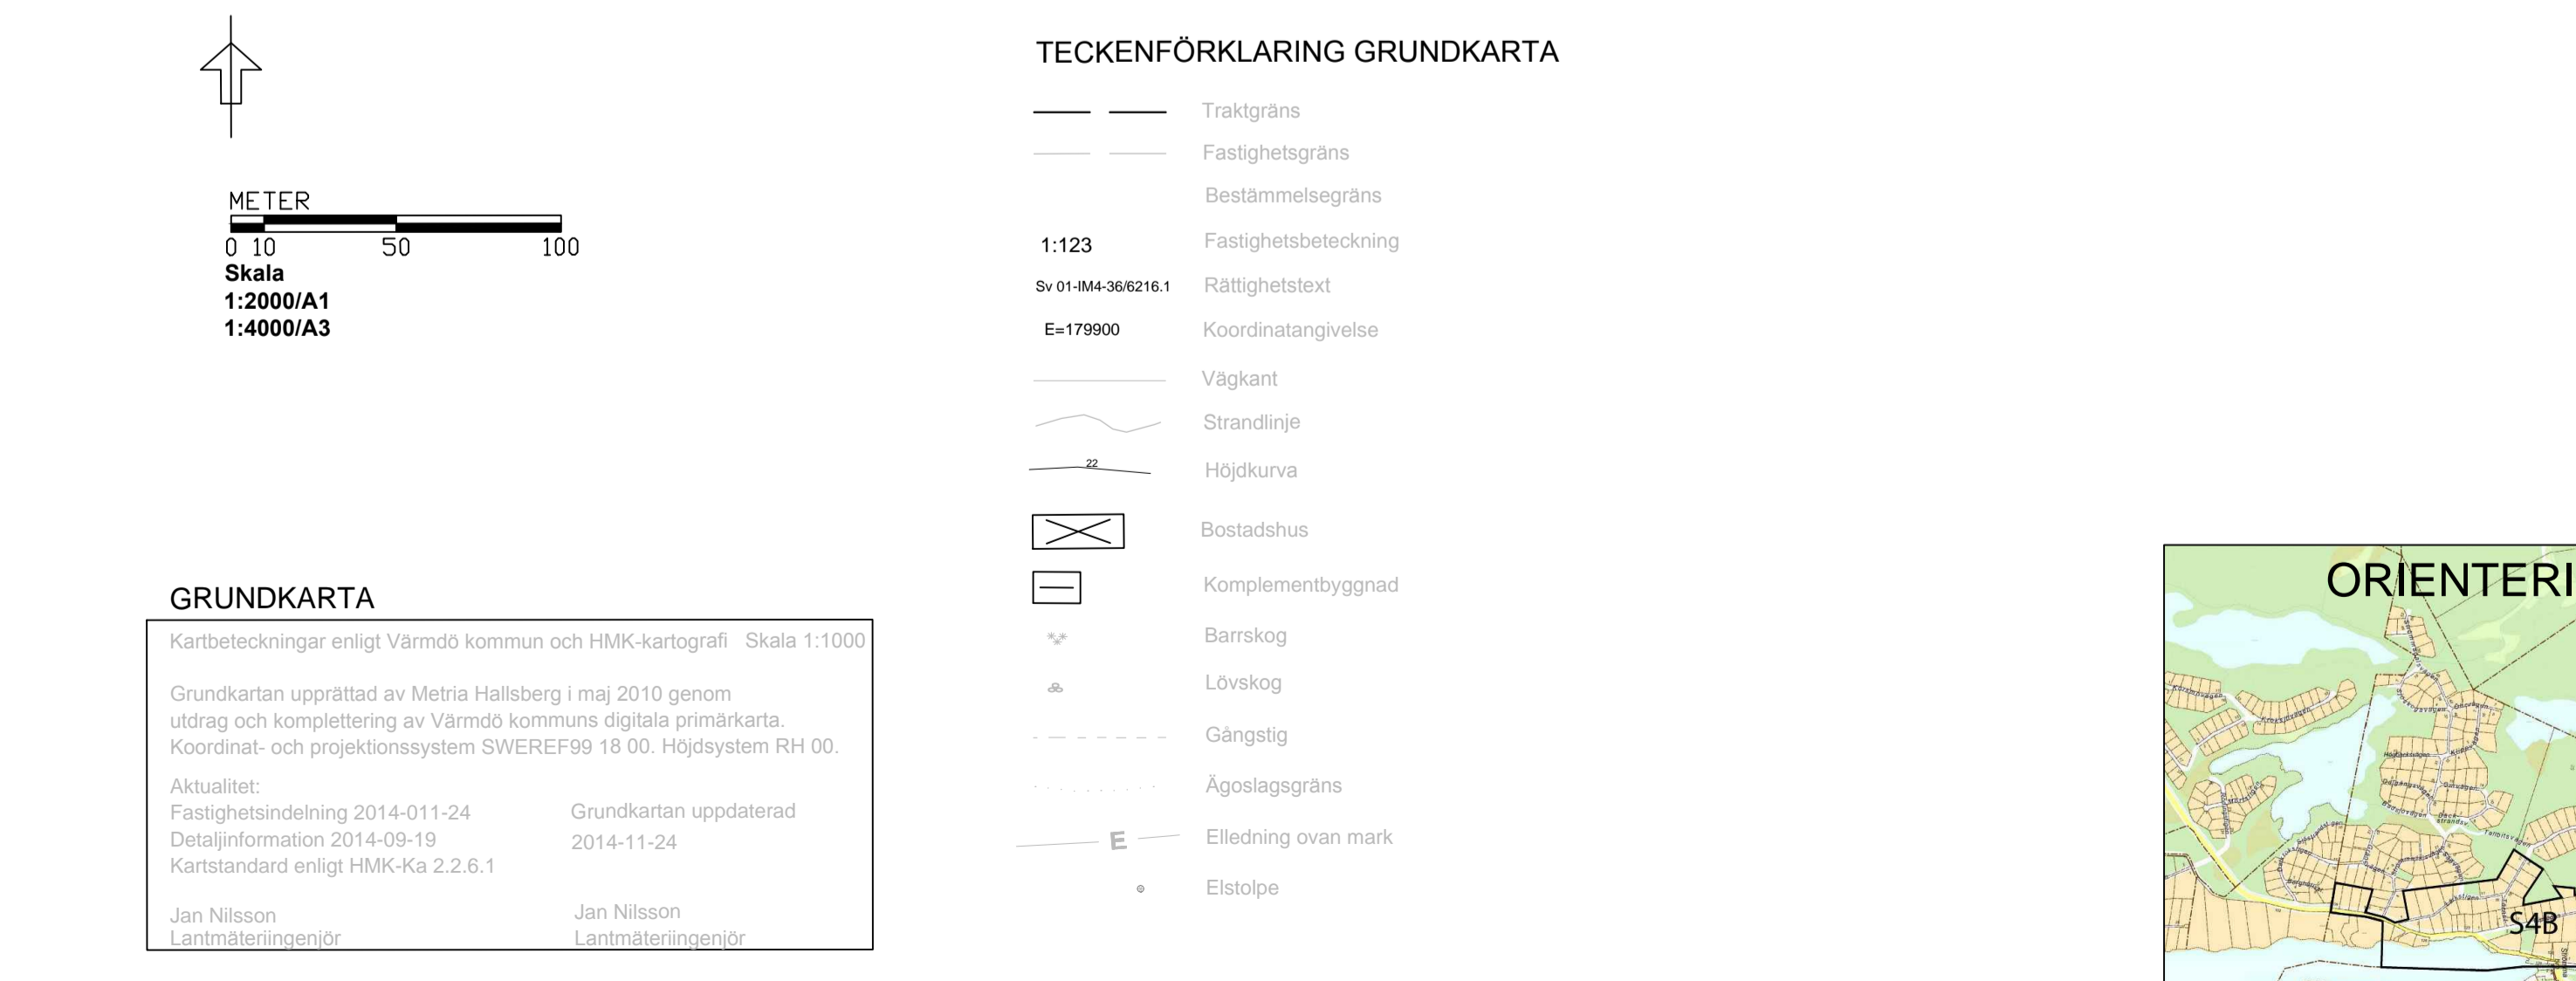 METER
0 10 50 100
Skala
1:2000/A1
1:4000/A3
GRUNDKARTA
Kartbeteckningar enligt Värmdö kommun och HMK-kartografi Skala 1:1000
Grundkartan upprättad av Metria Hallsberg i maj 2010 genom
utdrag och komplettering av Värmdö kommuns digitala primärkarta.
Koordinat- och projektionssystem SWEREF99 18 00. Höjdsystem RH 00.
Aktualitet:
Fastighetsindelning 2014-011-24
Detaljinformation 2014-09-19
Kartstandard enligt HMK-Ka 2.2.6.1
Grundkartan uppdaterad
2014-11-24
Jan Nilsson
Lantmäteriingenjör
Jan Nilsson
Lantmäteriingenjör
TECKENFÖRKLARING GRUNDKARTA
Traktgräns
Fastighetsgräns
Bestämmelsegräns
1:123 Fastighetsbeteckning
Sv 01-IM4-36/6216.1 Rättighetstext
E=179900 Koordinatangivelse
Vägkant
Strandlinje
22 Höjdkurva
Bostadshus
Komplementbyggnad
Barrskog
Lövskog
Gångstig
Ägoslagsgräns
E Elledning ovan mark
Elstolpe
ORIENTERI
S4B